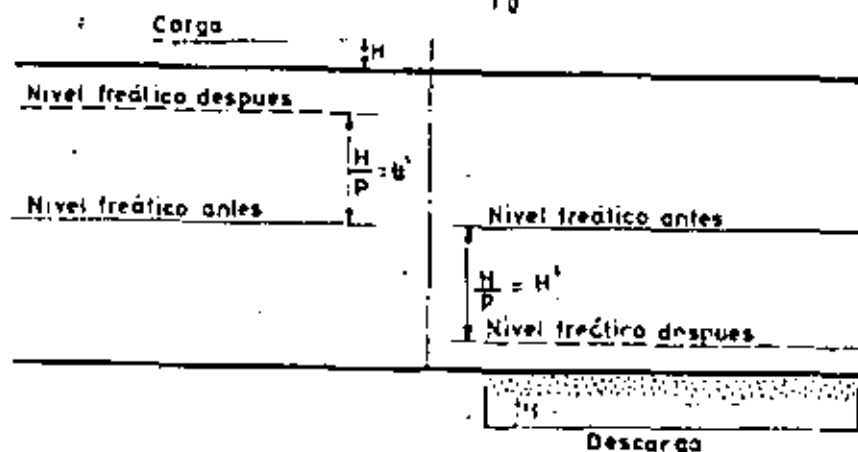 Carga
H
Nivel freático despues
H
P = H'
Nivel freático antes
Nivel freático antes
H
P = H'
Nivel freático despues
H
Descarga